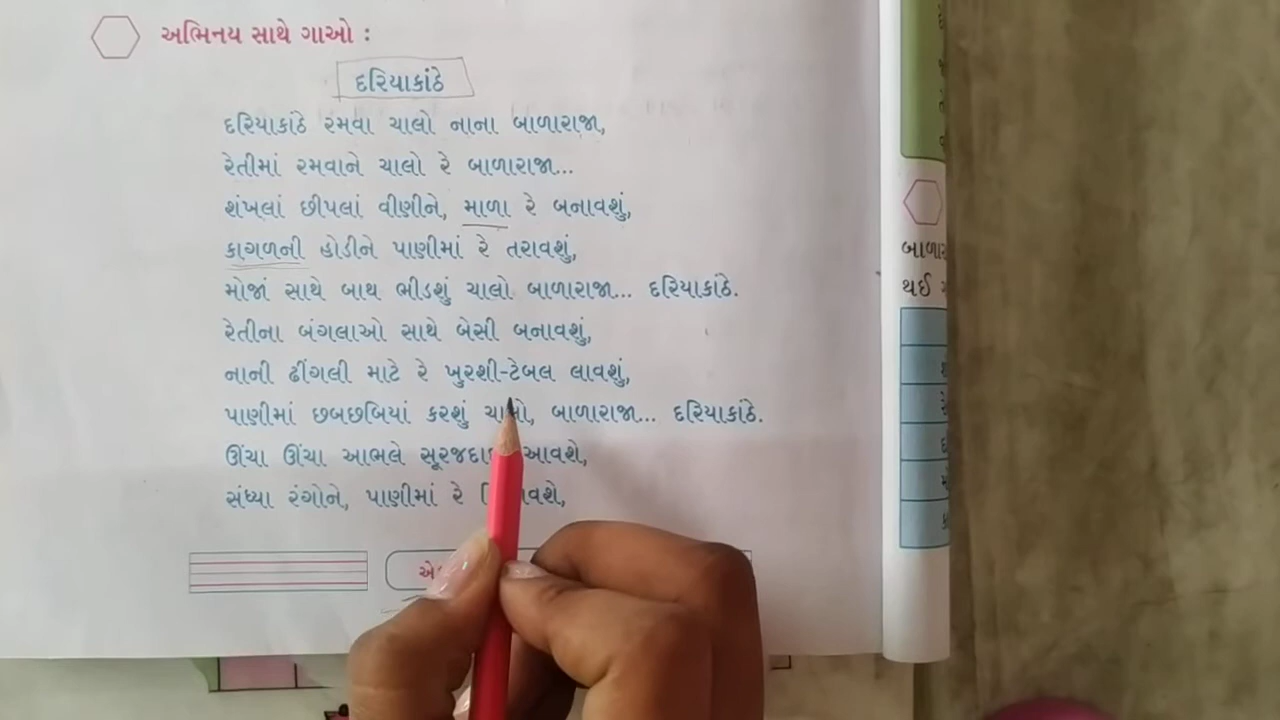 અભિનય સાથે ગાઓ :
દરિયાકાંઠે
દરિયાકાંઠે રમવા ચાલો નાના બાળારાજા,
રેતીમાં રમવાને ચાલો રે બાળારાજા...
શંખલાં છીપલાં વીણીને, માળા રે બનાવશું,
કાગળની હોડીને પાણીમાં રે તરાવશું,
મોજાં સાથે બાથ ભીડશું ચાલો બાળારાજા... દરિયાકાંઠે.
રેતીના બંગલાઓ સાથે બેસી બનાવશું,
નાની ઢીંગલી માટે રે ખુરશી-ટેબલ લાવશું,
પાણીમાં છબછબિયાં કરશું બાળારાજા... દરિયાકાંઠે.
ઊંચા ઊંચા આભલે આવશે,
સંધ્યા રંગોને, પાણીમાં રે
થઈ